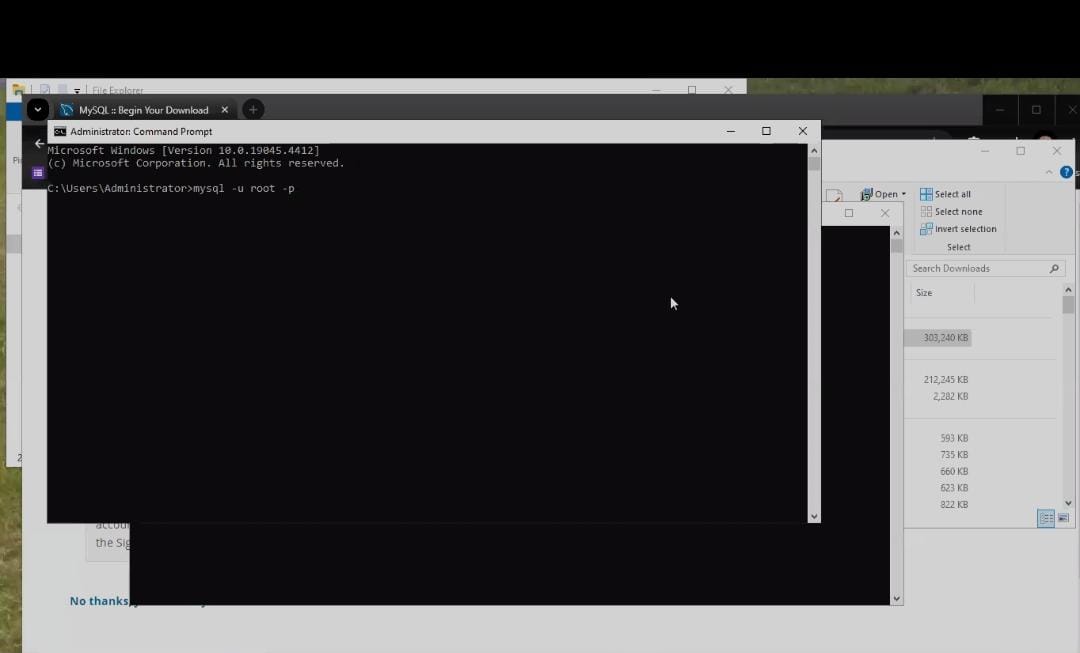 File Explorer
MySQL :: Begin Your Download
Administrator: Command Prompt
Microsoft Windows [Version 10.0.19045.4412]
(c) Microsoft Corporation. All rights reserved.
C:\Users\Administrator>mysql -u root -p
Open
Select all
Select none
Invert selection
Select
Search Downloads
Size
303,240 KB
212,245 KB
2,282 KB
593 KB
735 KB
660 KB
623 KB
822 KB
the Sig
No thanks,